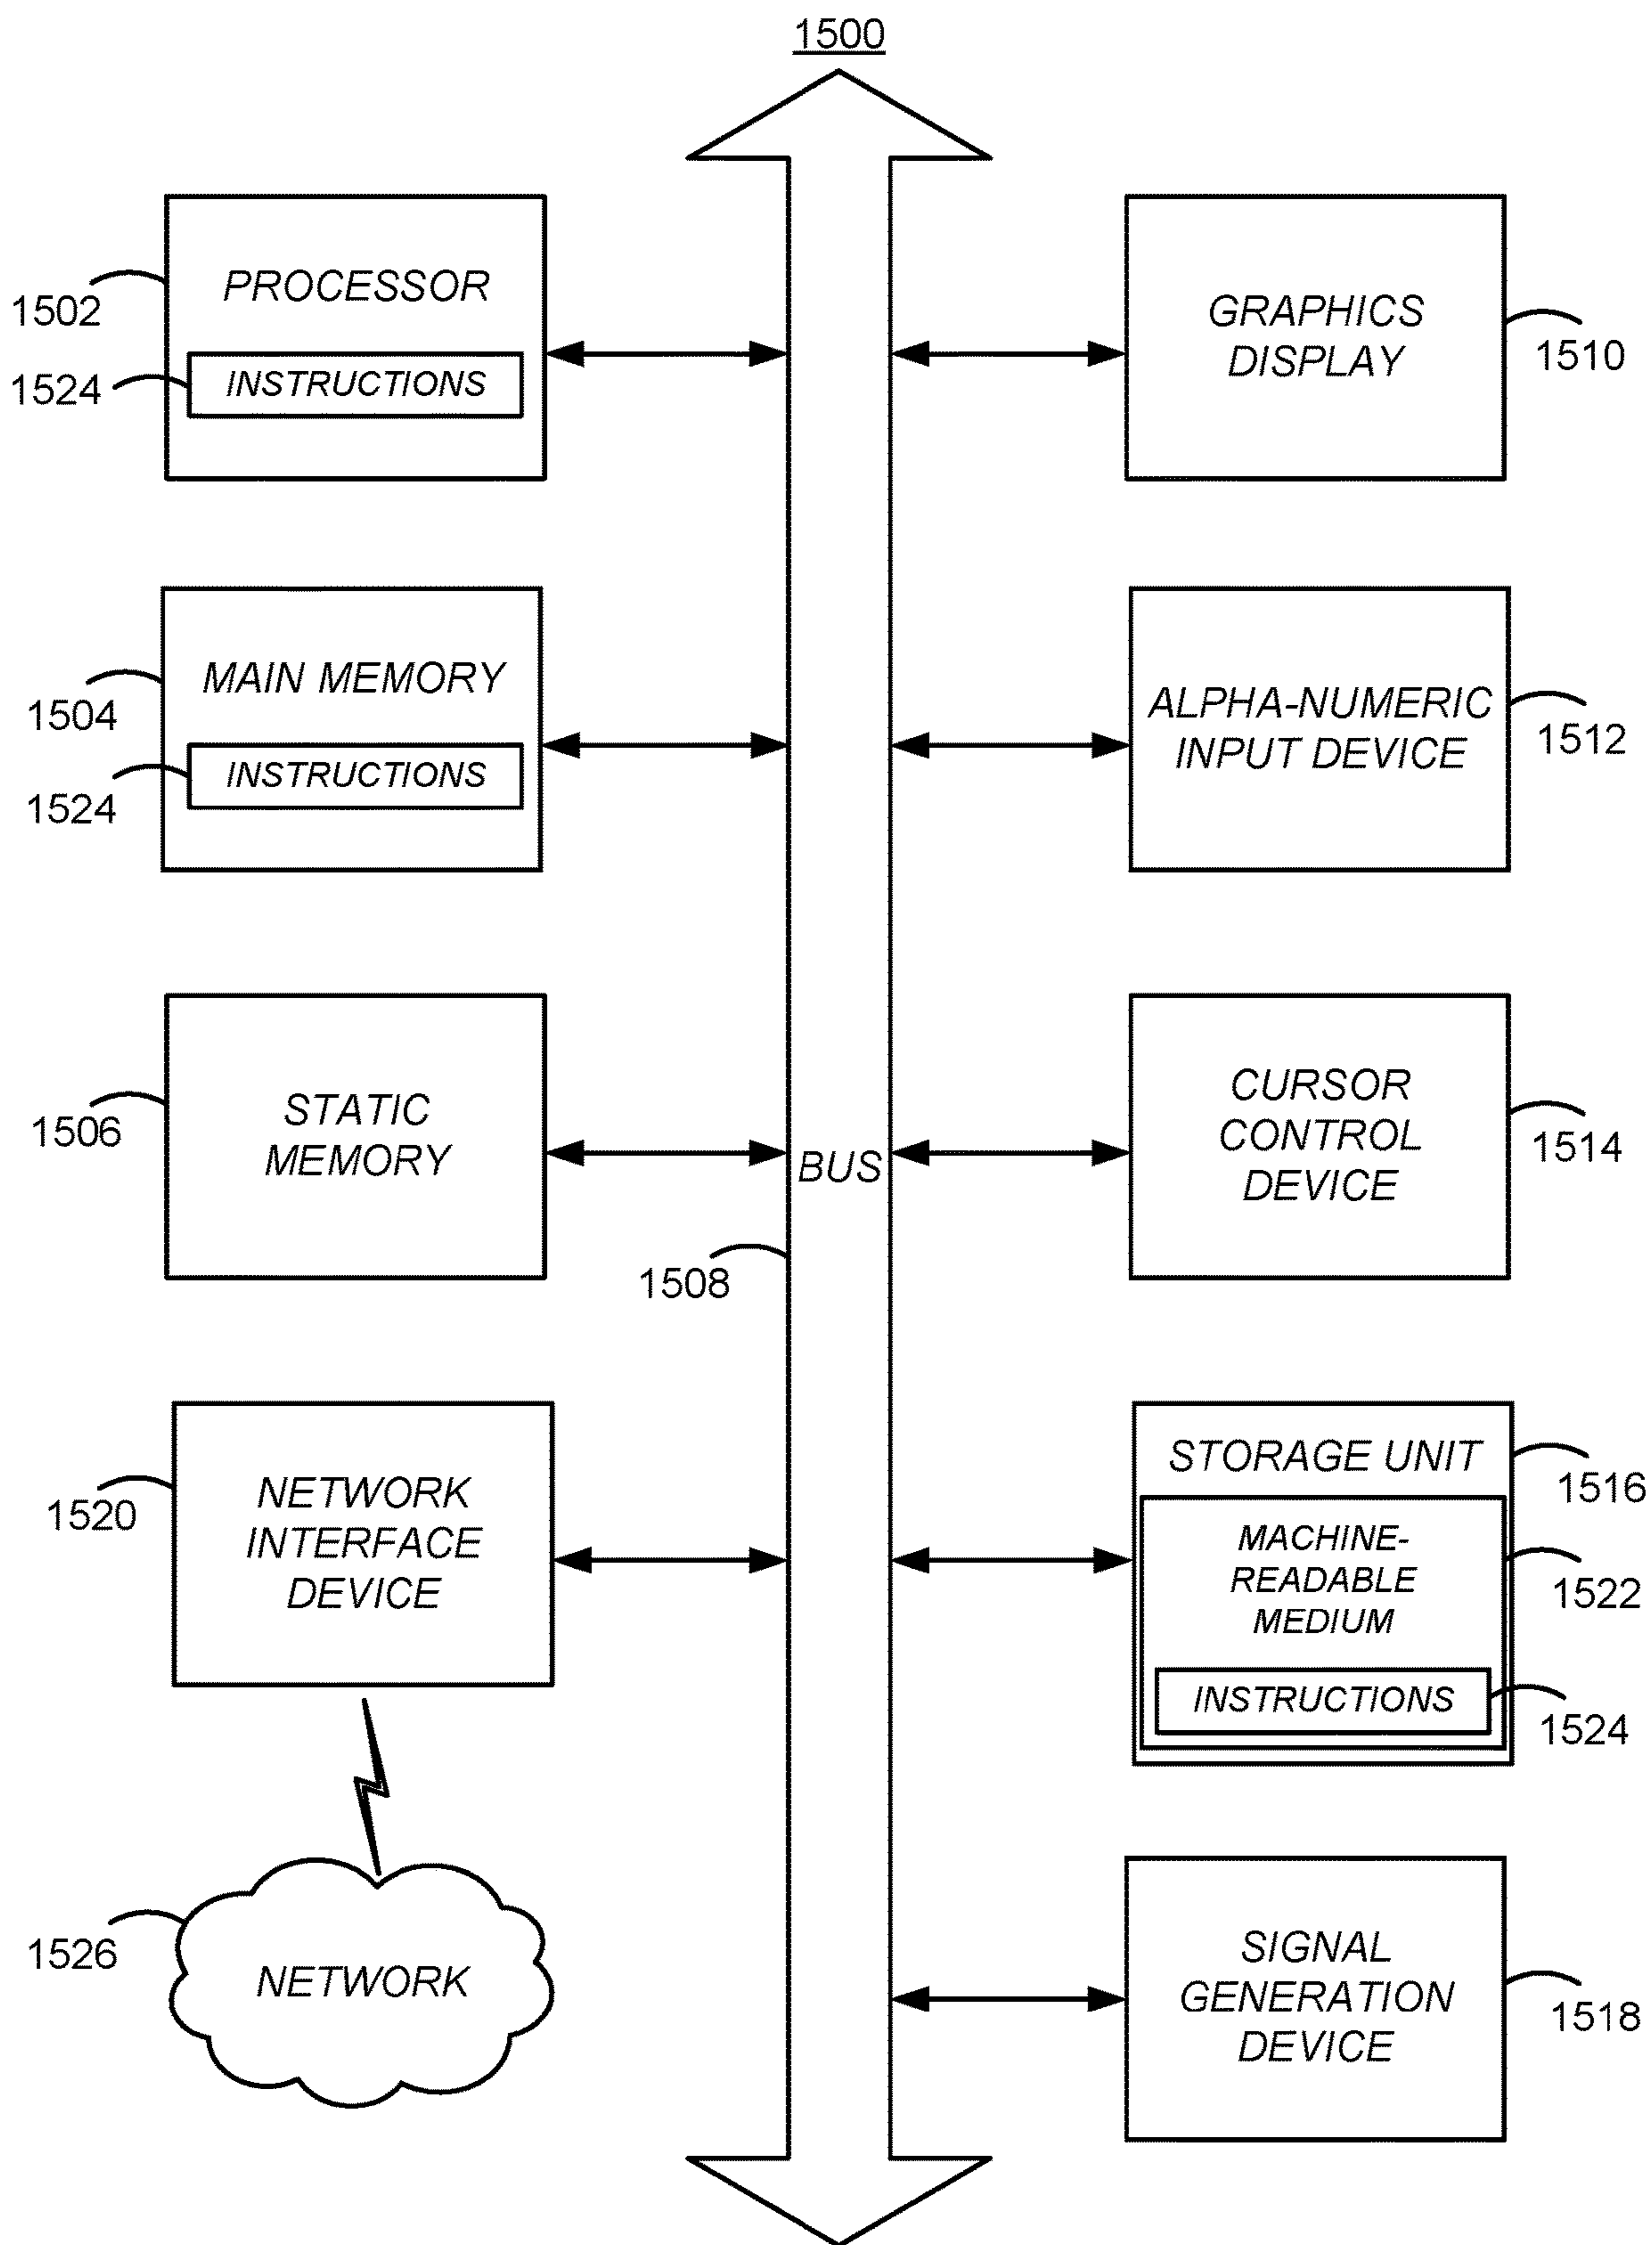 1500
PROCESSOR
1502
INSTRUCTIONS
1524
GRAPHICS
DISPLAY
1510
MAIN MEMORY
1504
INSTRUCTIONS
1524
ALPHA-NUMERIC
INPUT DEVICE
1512
STATIC
MEMORY
1506
BUS
1508
CURSOR
CONTROL
DEVICE
1514
NETWORK
INTERFACE
DEVICE
1520
STORAGE UNIT
1516
MACHINE-
READABLE
MEDIUM
1522
INSTRUCTIONS
1524
NETWORK
1526
SIGNAL
GENERATION
DEVICE
1518